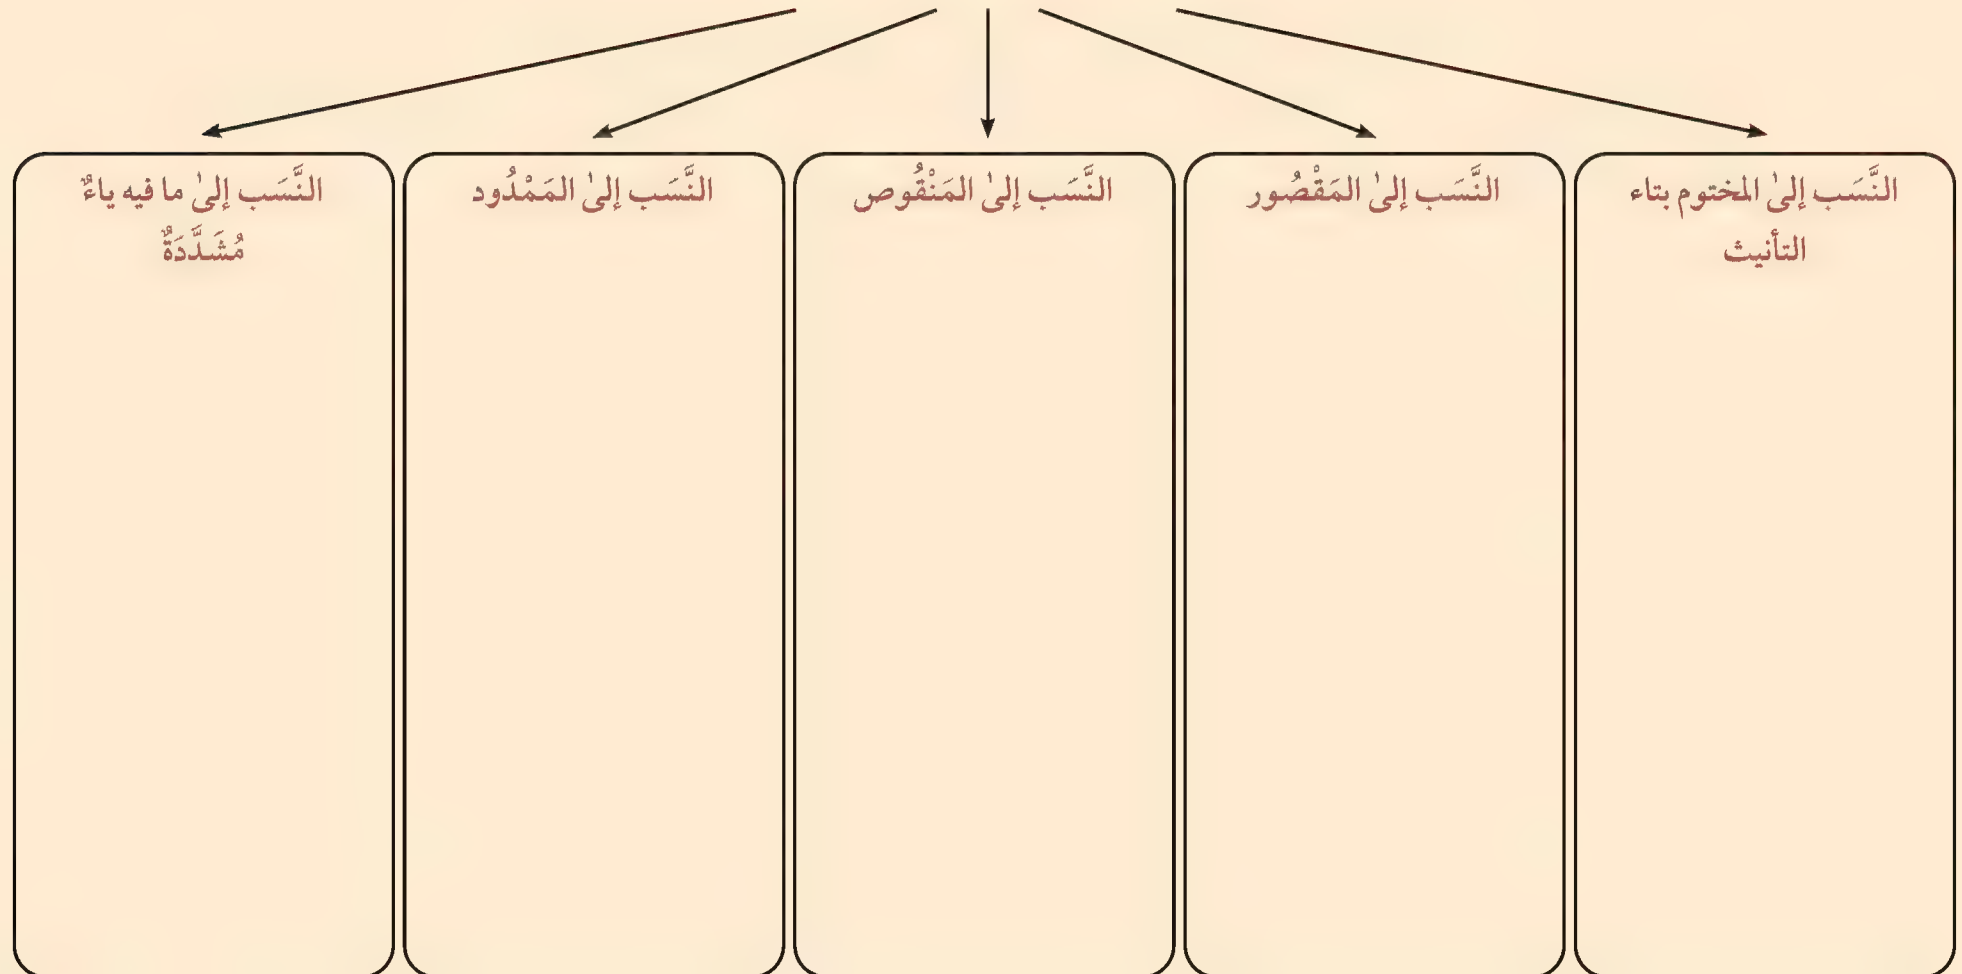 النَّسَب إلىٰ المختوم بتاء
التأنيث
النَّسَب إلىٰ المَقْصُور
النَّسَب إلىٰ المَنْقُوص
النَّسَب إلىٰ المَمْدُود
النَّسَب إلىٰ ما فيه ياءٌ
مُشَدَّدَةٌ